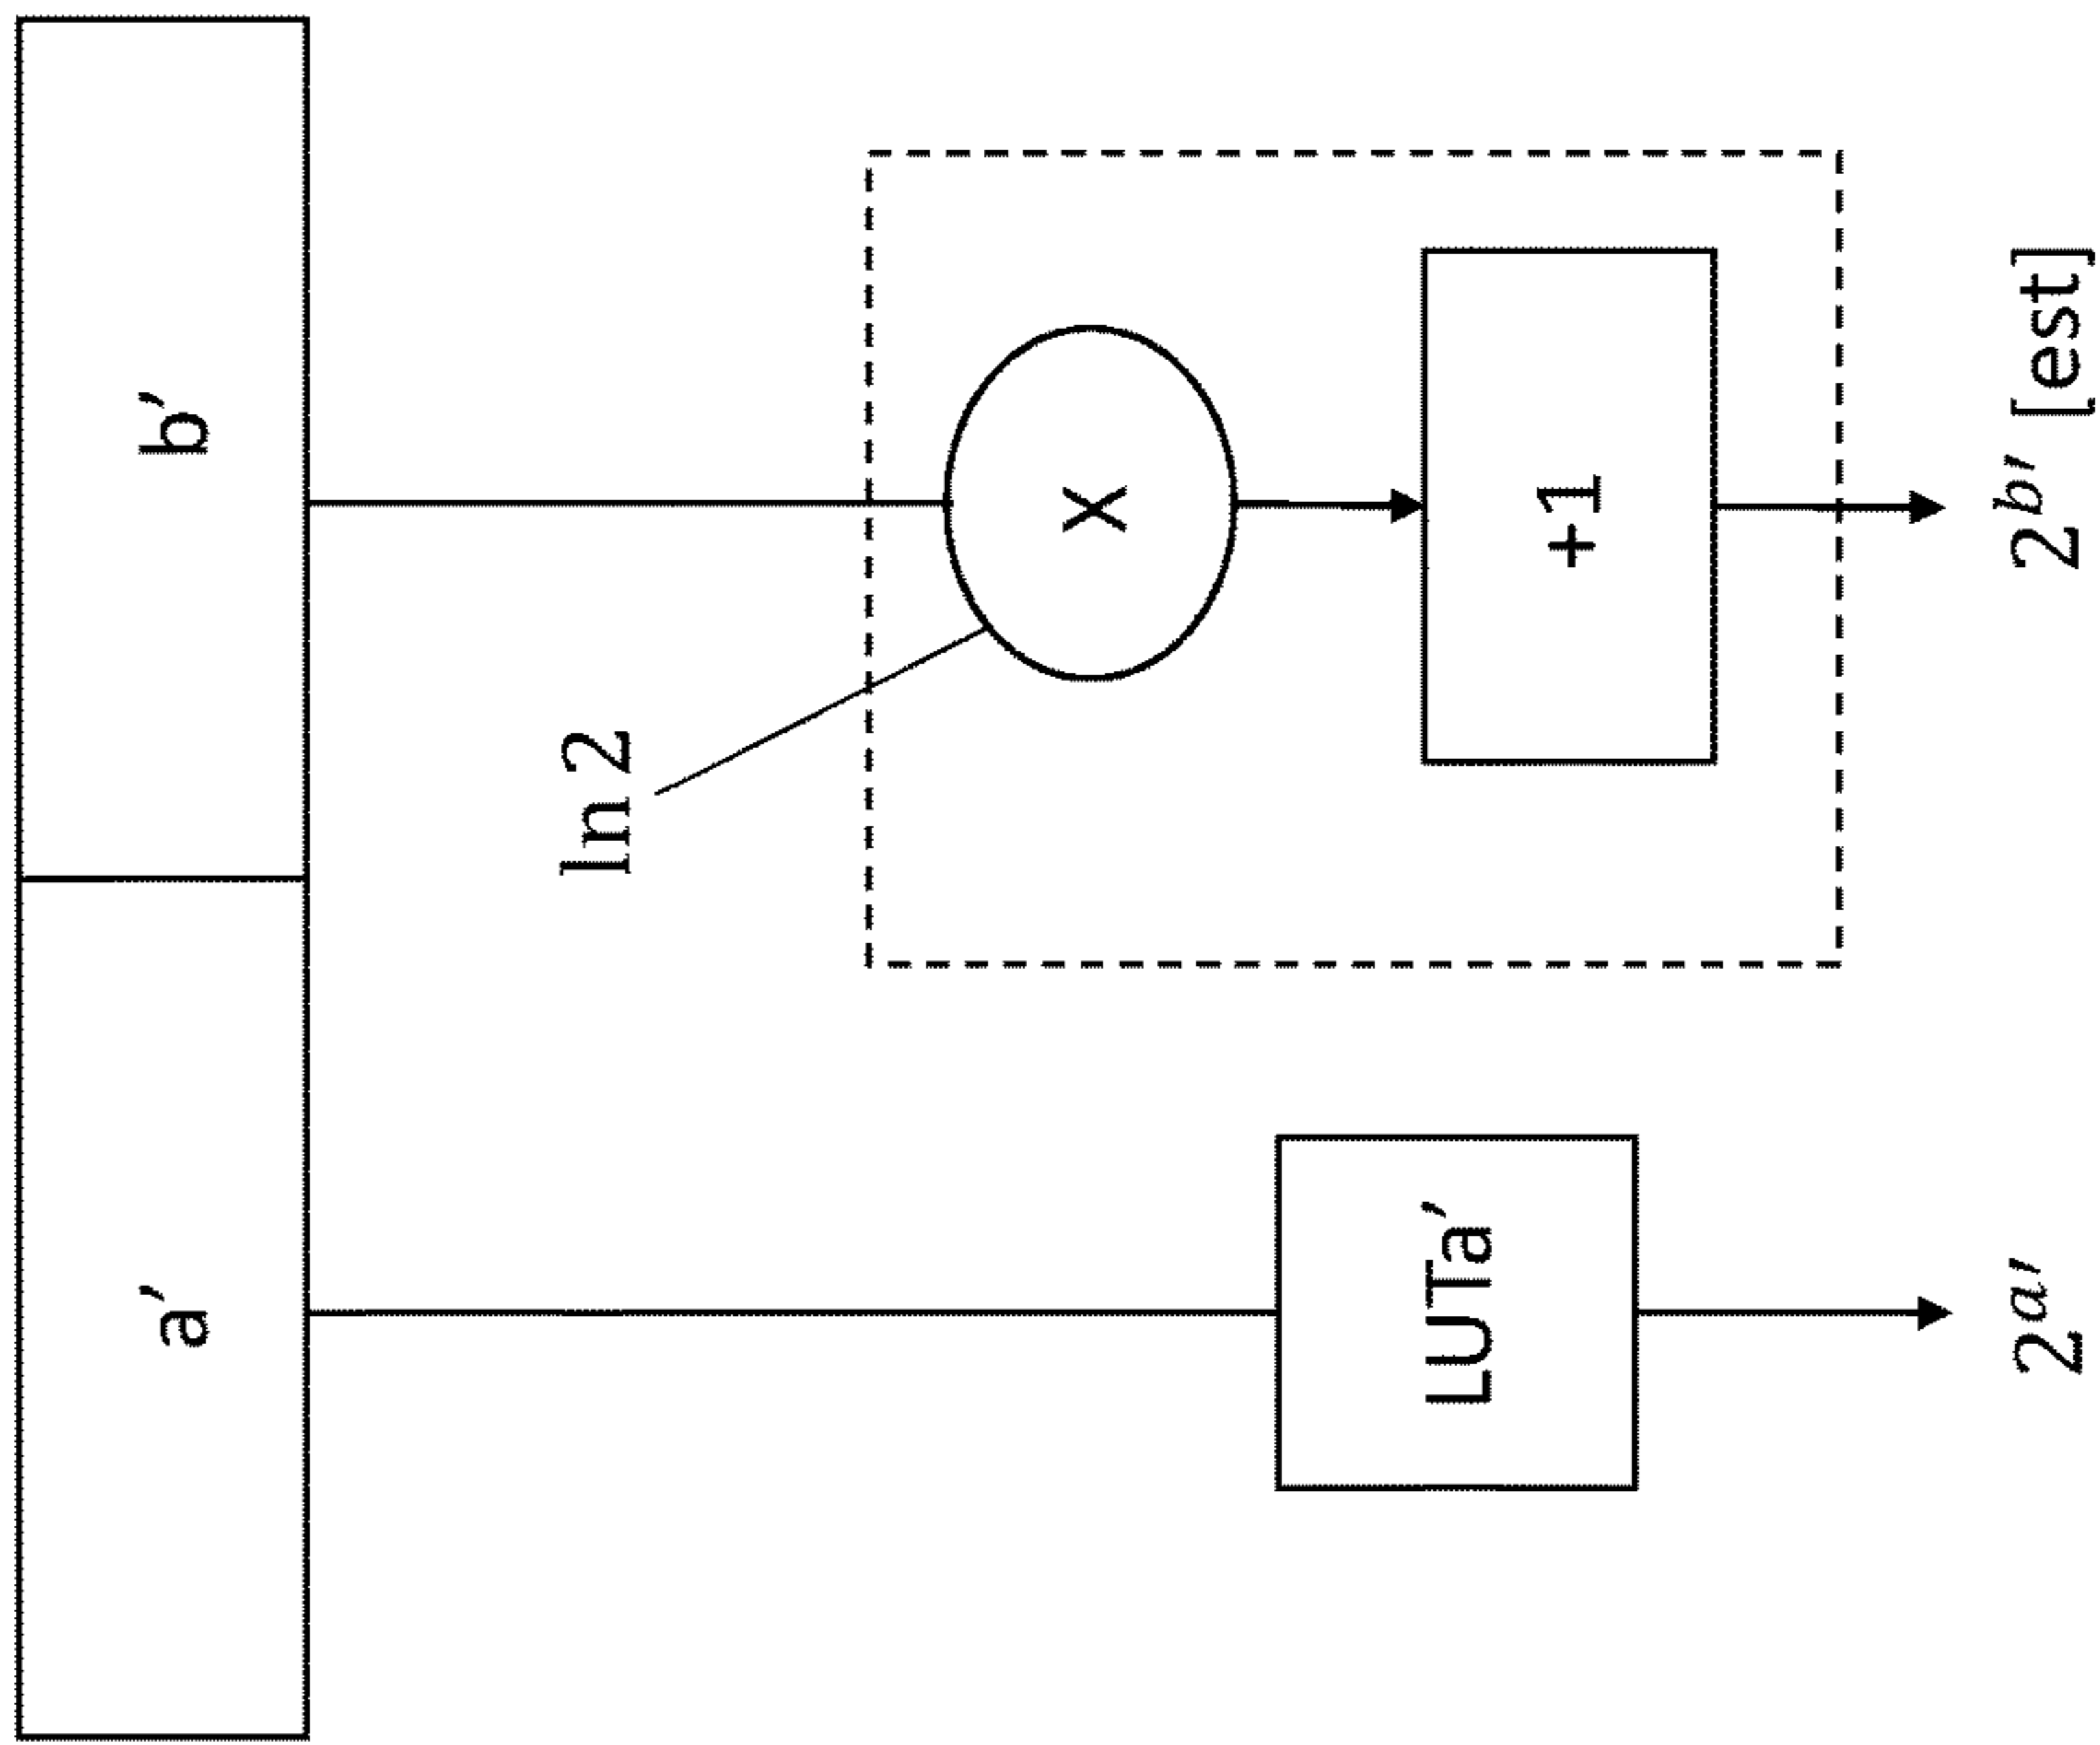 a′
b′
ln 2
X
+1
LUTa′
2^a′
2^b′ [est]